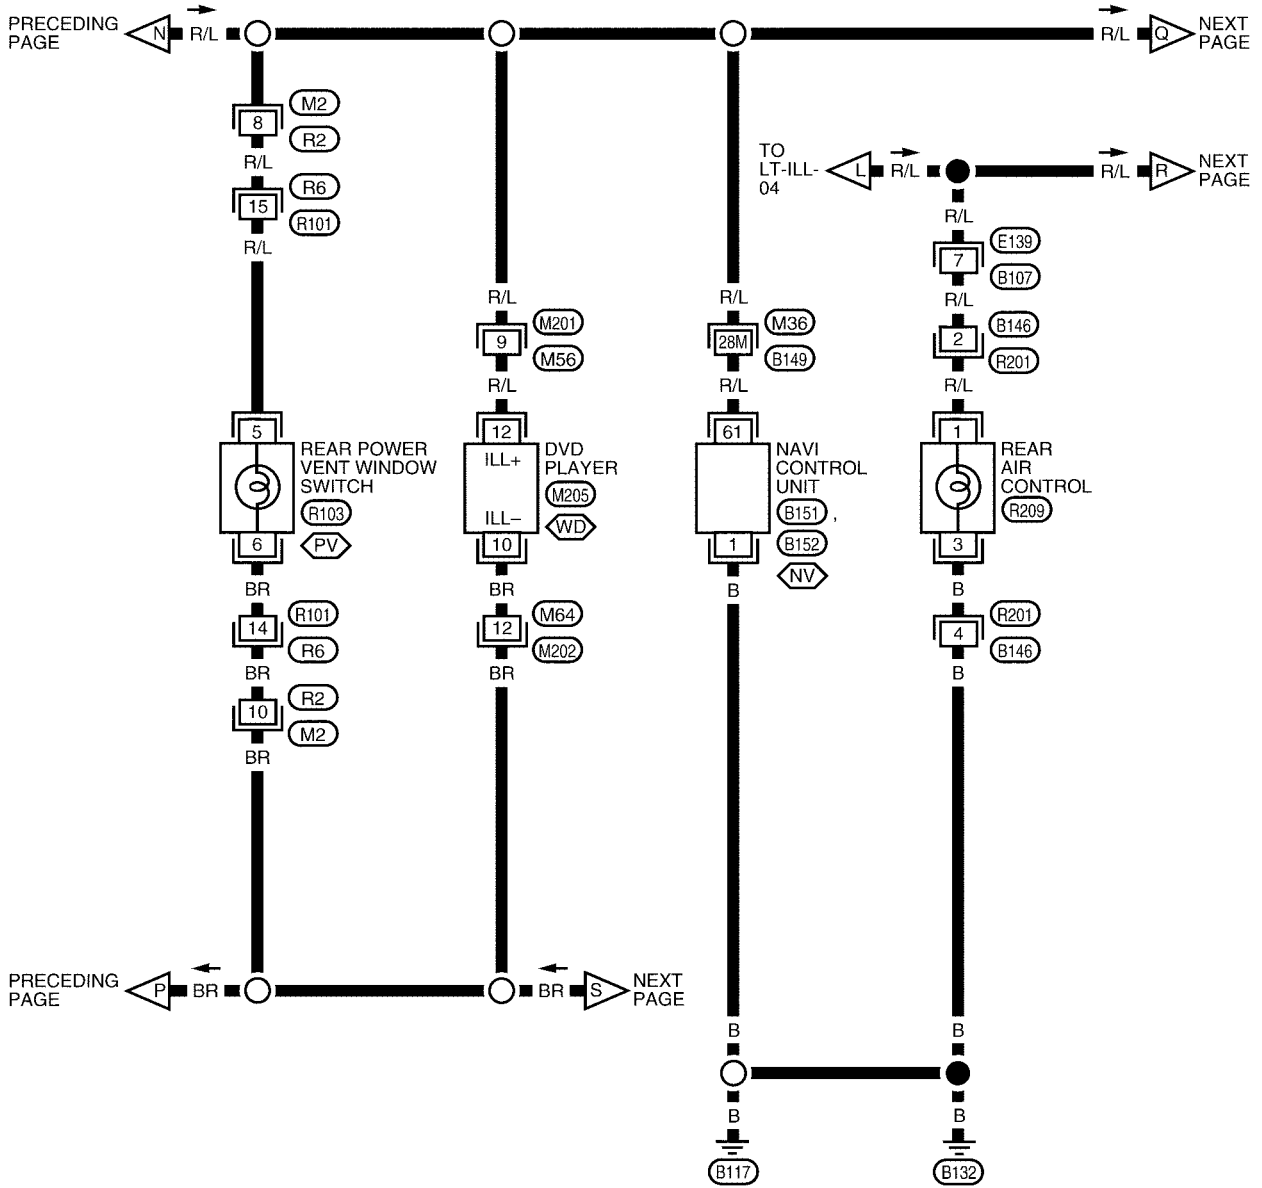 PRECEDING
PAGE
N
R/L
R/L
Q
NEXT
PAGE
8
M2
R2
R/L
15
R6
R101
R/L
TO
LT-ILL-
04
L
R/L
R/L
R
NEXT
PAGE
R/L
7
E139
B107
R/L
R/L
R/L
9
M201
M56
28M
M36
B149
2
B146
R201
R/L
R/L
R/L
5
12
61
1
REAR POWER
VENT WINDOW
SWITCH
R103
PV
6
ILL+
ILL–
DVD
PLAYER
M205
WD
10
NAVI
CONTROL
UNIT
B151 ,
B152
NV
1
REAR
AIR
CONTROL
R209
3
BR
BR
B
B
14
R101
R6
12
M64
M202
4
R201
B146
BR
BR
B
10
R2
M2
BR
PRECEDING
PAGE
P
BR
BR
S
NEXT
PAGE
B
B
B
B
B117
B132